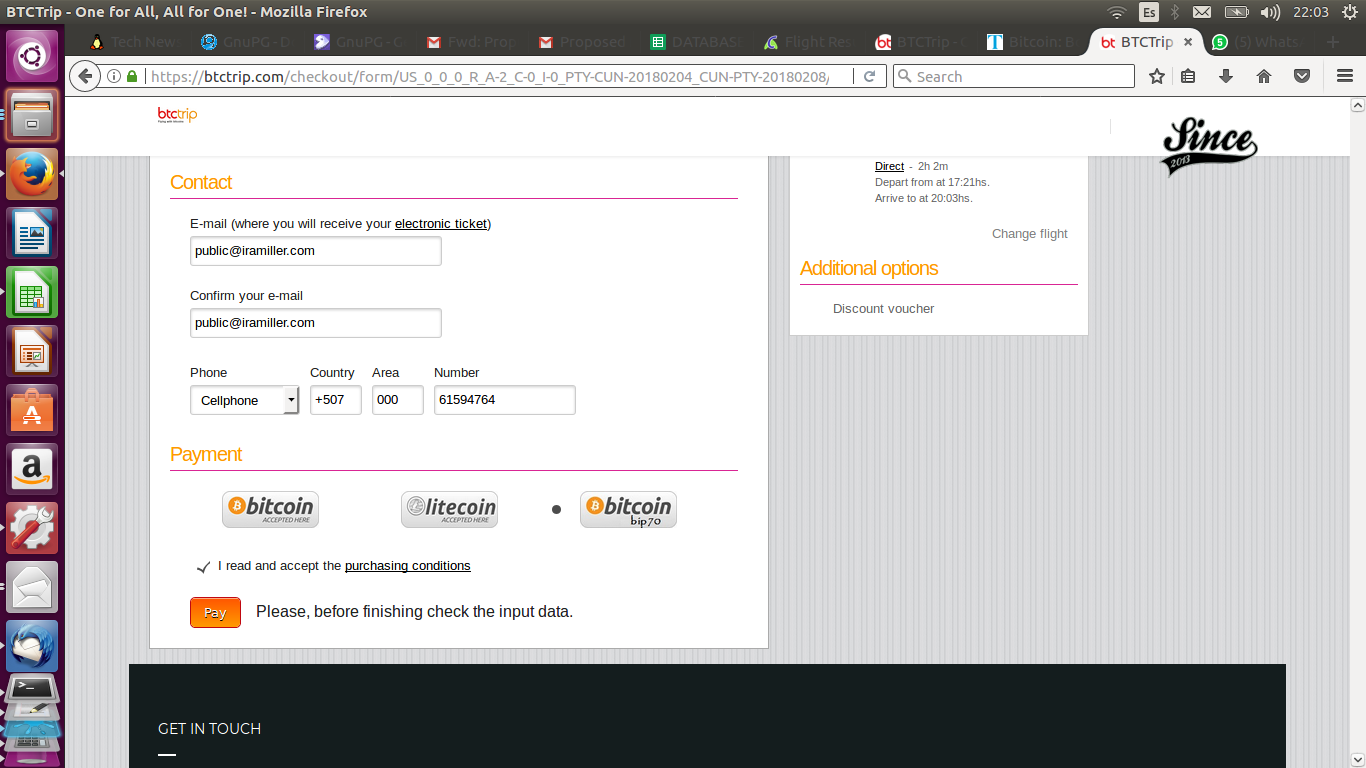 BTCTrip - One for All, All for One! - Mozilla Firefox
Es
22:03
Tech New
GnuPG - D
GnuPG - 
Fwd: Pro
Proposed
DATABA
Flight Res
BTCTrip
Bitcoin: B
BTCTrip
(5) Whats
https://btctrip.com/checkout/form/US_0_0_0_R_A-2_C-0_I-0_PTY-CUN-20180204_CUN-PTY-20180208/
Search
btctrip
Since
2013
Contact
E-mail (where you will receive your electronic ticket)
public@iramiller.com
Confirm your e-mail
public@iramiller.com
Phone Country Area Number
Cellphone +507 000 61594764
Payment
bitcoin
ACCEPTED HERE
litecoin
ACCEPTED HERE
bitcoin
bip70
I read and accept the purchasing conditions
Pay Please, before finishing check the input data.
Direct - 2h 2m
Depart from at 17:21hs.
Arrive to at 20:03hs.
Change flight
Additional options
Discount voucher
GET IN TOUCH